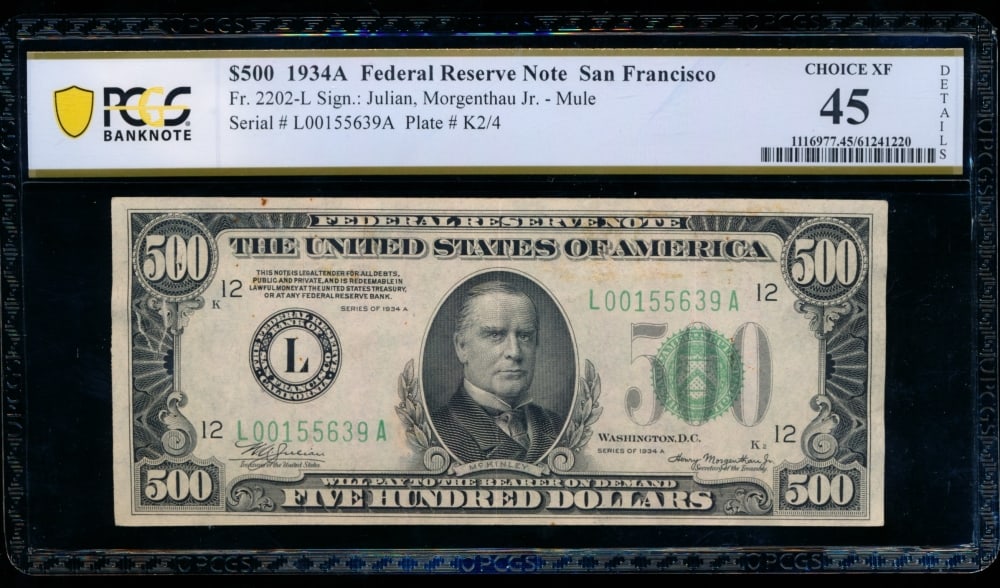 PCGS
BANKNOTE
$500 1934A Federal Reserve Note San Francisco
Fr. 2202-L Sign.: Julian, Morgenthau Jr. - Mule
Serial # L00155639A Plate # K2/4
CHOICE XF
45
DETAILS
1116977.45/61241220
FEDERAL RESERVE NOTE
THE UNITED STATES OF AMERICA
500
500
THIS NOTE IS LEGAL TENDER FOR ALL DEBTS,
PUBLIC AND PRIVATE, AND IS REDEEMABLE IN
LAWFUL MONEY AT THE UNITED STATES TREASURY,
OR AT ANY FEDERAL RESERVE BANK.
SERIES OF 1934 A
K
12
L00155639 A
12
L
500
12
L00155639 A
WASHINGTON, D.C.
SERIES OF 1934 A
K2
12
W A Julian
Treasurer of the United States
Henry Morgenthau Jr.
Secretary of the Treasury
MCKINLEY
500
WILL PAY TO THE BEARER ON DEMAND
FIVE HUNDRED DOLLARS
500